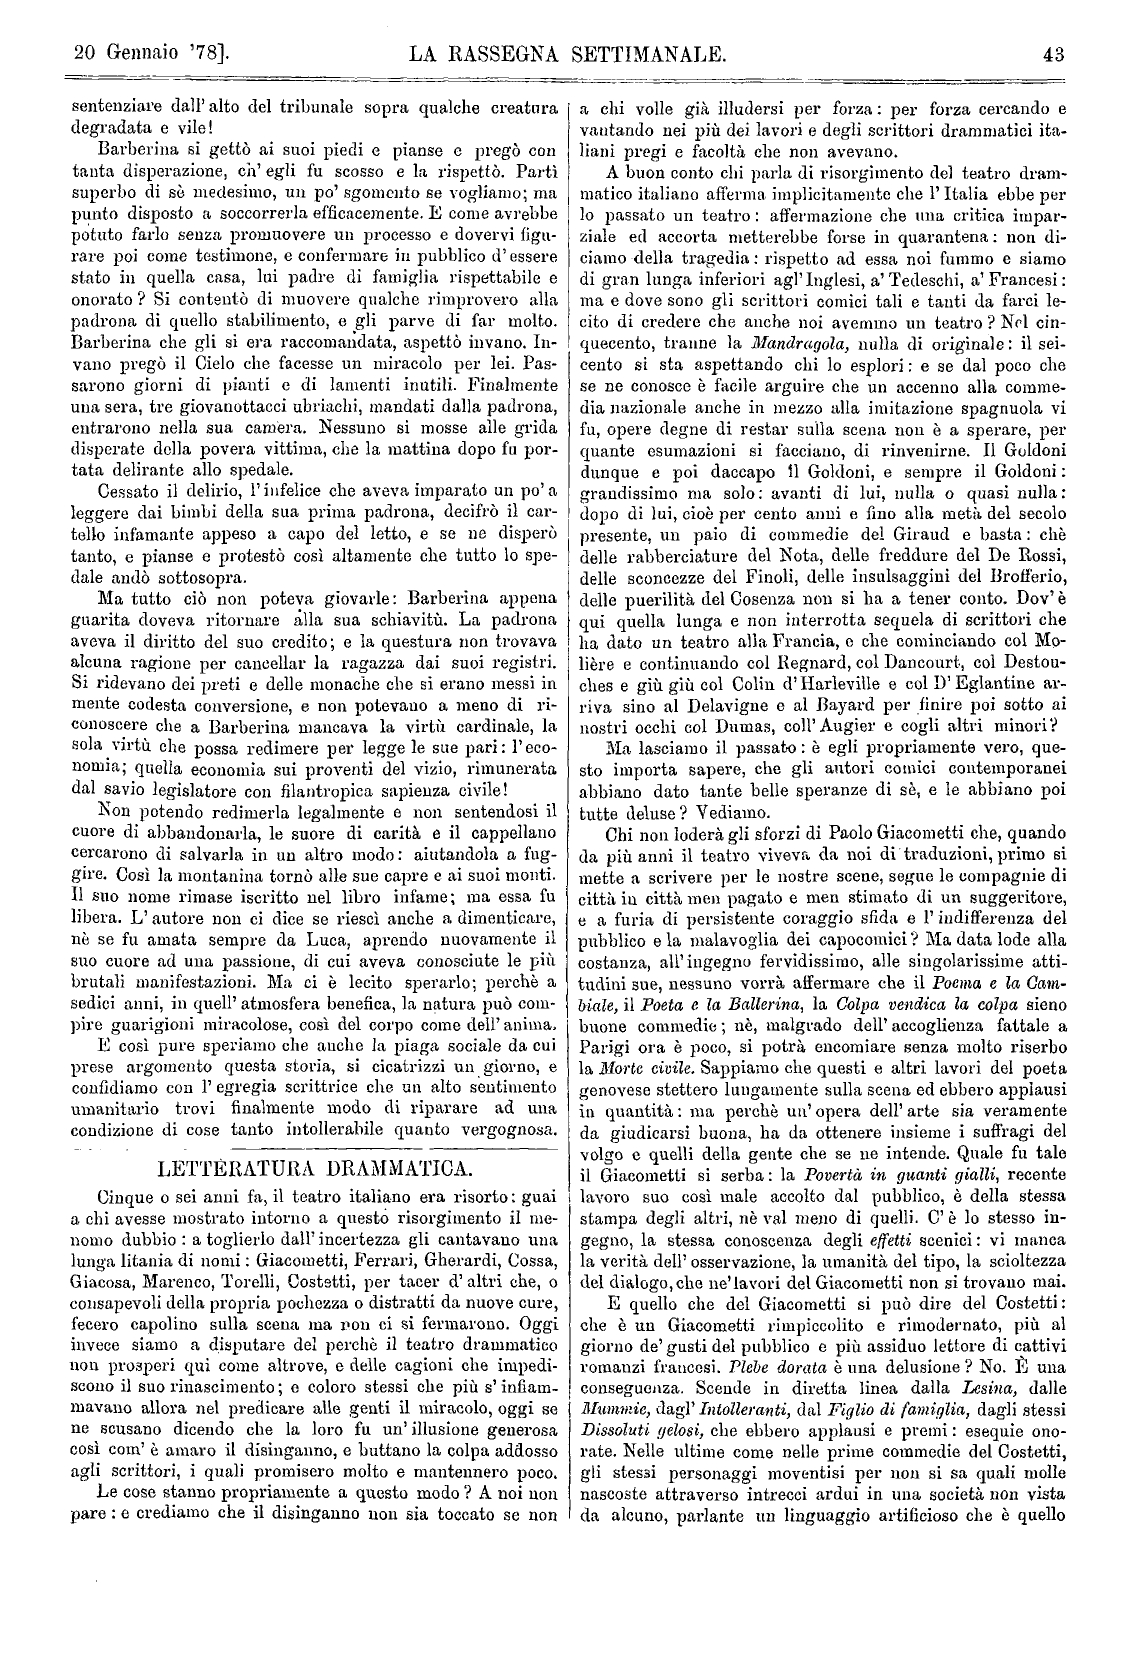 20 Gennaio '78]. LA RASSEGNA SETTIMANALE. 43
sentenziare dall'alto del tribunale sopra qualche creatura
degradata e vile!
Barberina si gettò ai suoi piedi e pianse e pregò con
tanta disperazione, ch' egli fu scosso e la rispettò. Partì
superbo di sè medesimo, un po' sgomento se vogliamo; ma
punto disposto a soccorrerla efficacemente. E come avrebbe
potuto farlo senza promuovere un processo e dovervi figu-
rare poi come testimone, e confermare in pubblico d'essere
stato in quella casa, lui padre di famiglia rispettabile e
onorato? Si contentò di muovere qualche rimprovero alla
padrona di quello stabilimento, e gli parve di far molto.
Barberina che gli si era raccomandata, aspettò invano. In-
vano pregò il Cielo che facesse un miracolo per lei. Pas-
sarono giorni di pianti e di lamenti inutili. Finalmente
una sera, tre giovanottacci ubriachi, mandati dalla padrona,
entrarono nella sua camera. Nessuno si mosse alle grida
disperate della povera vittima, che la mattina dopo fu por-
tata delirante allo spedale.
Cessato il delirio, l'infelice che aveva imparato un po' a
leggere dai bimbi della sua prima padrona, decifrò il car-
tello infamante appeso a capo del letto, e se ne disperò
tanto, e pianse e protestò così altamente che tutto lo spe-
dale andò sottosopra.
Ma tutto ciò non poteva giovarle: Barberina appena
guarita doveva ritornare alla sua schiavitù. La padrona
aveva il diritto del suo credito; e la questura non trovava
alcuna ragione per cancellar la ragazza dai suoi registri.
Si ridevano dei preti e delle monache che si erano messi in
mente codesta conversione, e non potevano a meno di ri-
conoscere che a Barberina mancava la virtù cardinale, la
sola virtù che possa redimere per legge le sue pari: l'eco-
nomia; quella economia sui proventi del vizio, rimunerata
dal savio legislatore con filantropica sapienza civile!
Non potendo redimerla legalmente e non sentendosi il
cuore di abbandonarla, le suore di carità e il cappellano
cercarono di salvarla in un altro modo: aiutandola a fug-
gire. Così la montanina tornò alle sue capre e ai suoi monti.
Il suo nome rimase iscritto nel libro infame; ma essa fu
libera. L' autore non ci dice se riescì anche a dimenticare,
nè se fu amata sempre da Luca, aprendo nuovamente il
suo cuore ad una passione, di cui aveva conosciute le più
brutali manifestazioni. Ma ci è lecito sperarlo; perchè a
sedici anni, in quell' atmosfera benefica, la natura può com-
pire guarigioni miracolose, così del corpo come dell'anima.
E così pure speriamo che anche la piaga sociale da cui
prese argomento questa storia, si cicatrizzi un giorno, e
confidiamo con l' egregia scrittrice che un alto sentimento
umanitario trovi finalmente modo di riparare ad una
condizione di cose tanto intollerabile quanto vergognosa.
LETTERATURA DRAMMATICA.
Cinque o sei anni fa, il teatro italiano era risorto: guai
a chi avesse mostrato intorno a questo risorgimento il me-
nomo dubbio : a toglierlo dall'incertezza gli cantavano una
lunga litania di nomi : Giacometti, Ferrari, Gherardi, Cossa,
Giacosa, Marenco, Torelli, Costetti, per tacer d' altri che, o
consapevoli della propria pochezza o distratti da nuove cure,
fecero capolino sulla scena ma non ci si fermarono. Oggi
invece siamo a disputare del perchè il teatro drammatico
non prosperi qui come altrove, e delle cagioni che impedi-
scono il suo rinascimento; e coloro stessi che più s' infiam-
mavano allora nel predicare alle genti il miracolo, oggi se
ne scusano dicendo che la loro fu un' illusione generosa
così com' è amaro il disinganno, e buttano la colpa addosso
agli scrittori, i quali promisero molto e mantennero poco.
Le cose stanno propriamente a questo modo ? A noi non
pare : e crediamo che il disinganno non sia toccato se non
a chi volle già illudersi per forza : per forza cercando e
vantando nei più dei lavori e degli scrittori drammatici ita-
liani pregi e facoltà che non avevano.
A buon conto chi parla di risorgimento del teatro dram-
matico italiano afferma implicitamente che l' Italia ebbe per
lo passato un teatro : affermazione che una critica impar-
ziale ed accorta metterebbe forse in quarantena : non di-
ciamo della tragedia : rispetto ad essa noi fummo e siamo
di gran lunga inferiori agl' Inglesi, a' Tedeschi, a' Francesi :
ma e dove sono gli scrittori comici tali e tanti da farci le-
cito di credere che anche noi avemmo un teatro ? Nel cin-
quecento, tranne la Mandragola, nulla di originale : il sei-
cento si sta aspettando chi lo esplori : e se dal poco che
se ne conosce è facile arguire che un accenno alla comme-
dia nazionale anche in mezzo alla imitazione spagnuola vi
fu, opere degne di restar sulla scena non è a sperare, per
quante esumazioni si facciano, di rinvenirne. Il Goldoni
dunque e poi daccapo il Goldoni, e sempre il Goldoni :
grandissimo ma solo : avanti di lui, nulla o quasi nulla :
dopo di lui, cioè per cento anni e fino alla metà del secolo
presente, un paio di commedie del Giraud e basta : chè
delle rabberciature del Nota, delle freddure del De Rossi,
delle sconcezze del Finoli, delle insulsaggini del Brofferio,
delle puerilità del Cosenza non si ha a tener conto. Dov' è
qui quella lunga e non interrotta sequela di scrittori che
ha dato un teatro alla Francia, e che cominciando col Mo-
lière e continuando col Regnard, col Dancourt, col Destou-
ches e giù giù col Colin d'Harleville e col D' Eglantine ar-
riva sino al Delavigne e al Bayard per finire poi sotto ai
nostri occhi col Dumas, coll' Augier e cogli altri minori?
Ma lasciamo il passato : è egli propriamente vero, que-
sto importa sapere, che gli autori comici contemporanei
abbiano dato tante belle speranze di sè, e le abbiano poi
tutte deluse ? Vediamo.
Chi non loderà gli sforzi di Paolo Giacometti che, quando
da più anni il teatro viveva da noi di traduzioni, primo si
mette a scrivere per le nostre scene, segue le compagnie di
città in città men pagato e men stimato di un suggeritore,
e a furia di persistente coraggio sfida e l' indifferenza del
pubblico e la malavoglia dei capocomici ? Ma data lode alla
costanza, all'ingegno fervidissimo, alle singolarissime atti-
tudini sue, nessuno vorrà affermare che il Poema e la Cam-
biale, il Poeta e la Ballerina, la Colpa vendica la colpa sieno
buone commedie ; nè, malgrado dell' accoglienza fattale a
Parigi ora è poco, si potrà encomiare senza molto riserbo
la Morte civile. Sappiamo che questi e altri lavori del poeta
genovese stettero lungamente sulla scena ed ebbero applausi
in quantità : ma perchè un' opera dell' arte sia veramente
da giudicarsi buona, ha da ottenere insieme i suffragi del
volgo e quelli della gente che se ne intende. Quale fu tale
il Giacometti si serba : la Povertà in guanti gialli, recente
lavoro suo così male accolto dal pubblico, è della stessa
stampa degli altri, nè val meno di quelli. C' è lo stesso in-
gegno, la stessa conoscenza degli effetti scenici : vi manca
la verità dell' osservazione, la umanità del tipo, la scioltezza
del dialogo, che ne' lavori del Giacometti non si trovano mai.
E quello che del Giacometti si può dire del Costetti :
che è un Giacometti rimpiccolito e rimodernato, più al
giorno de' gusti del pubblico e più assiduo lettore di cattivi
romanzi francesi. Plebe dorata è una delusione ? No. È una
conseguenza. Scende in diretta linea dalla Lesina, dalle
Mummie, dagl' Intolleranti, dal Figlio di famiglia, dagli stessi
Dissoluti gelosi, che ebbero applausi e premi : esequie ono-
rate. Nelle ultime come nelle prime commedie del Costetti,
gli stessi personaggi moventisi per non si sa quali molle
nascoste attraverso intrecci ardui in una società non vista
da alcuno, parlante un linguaggio artificioso che è quello